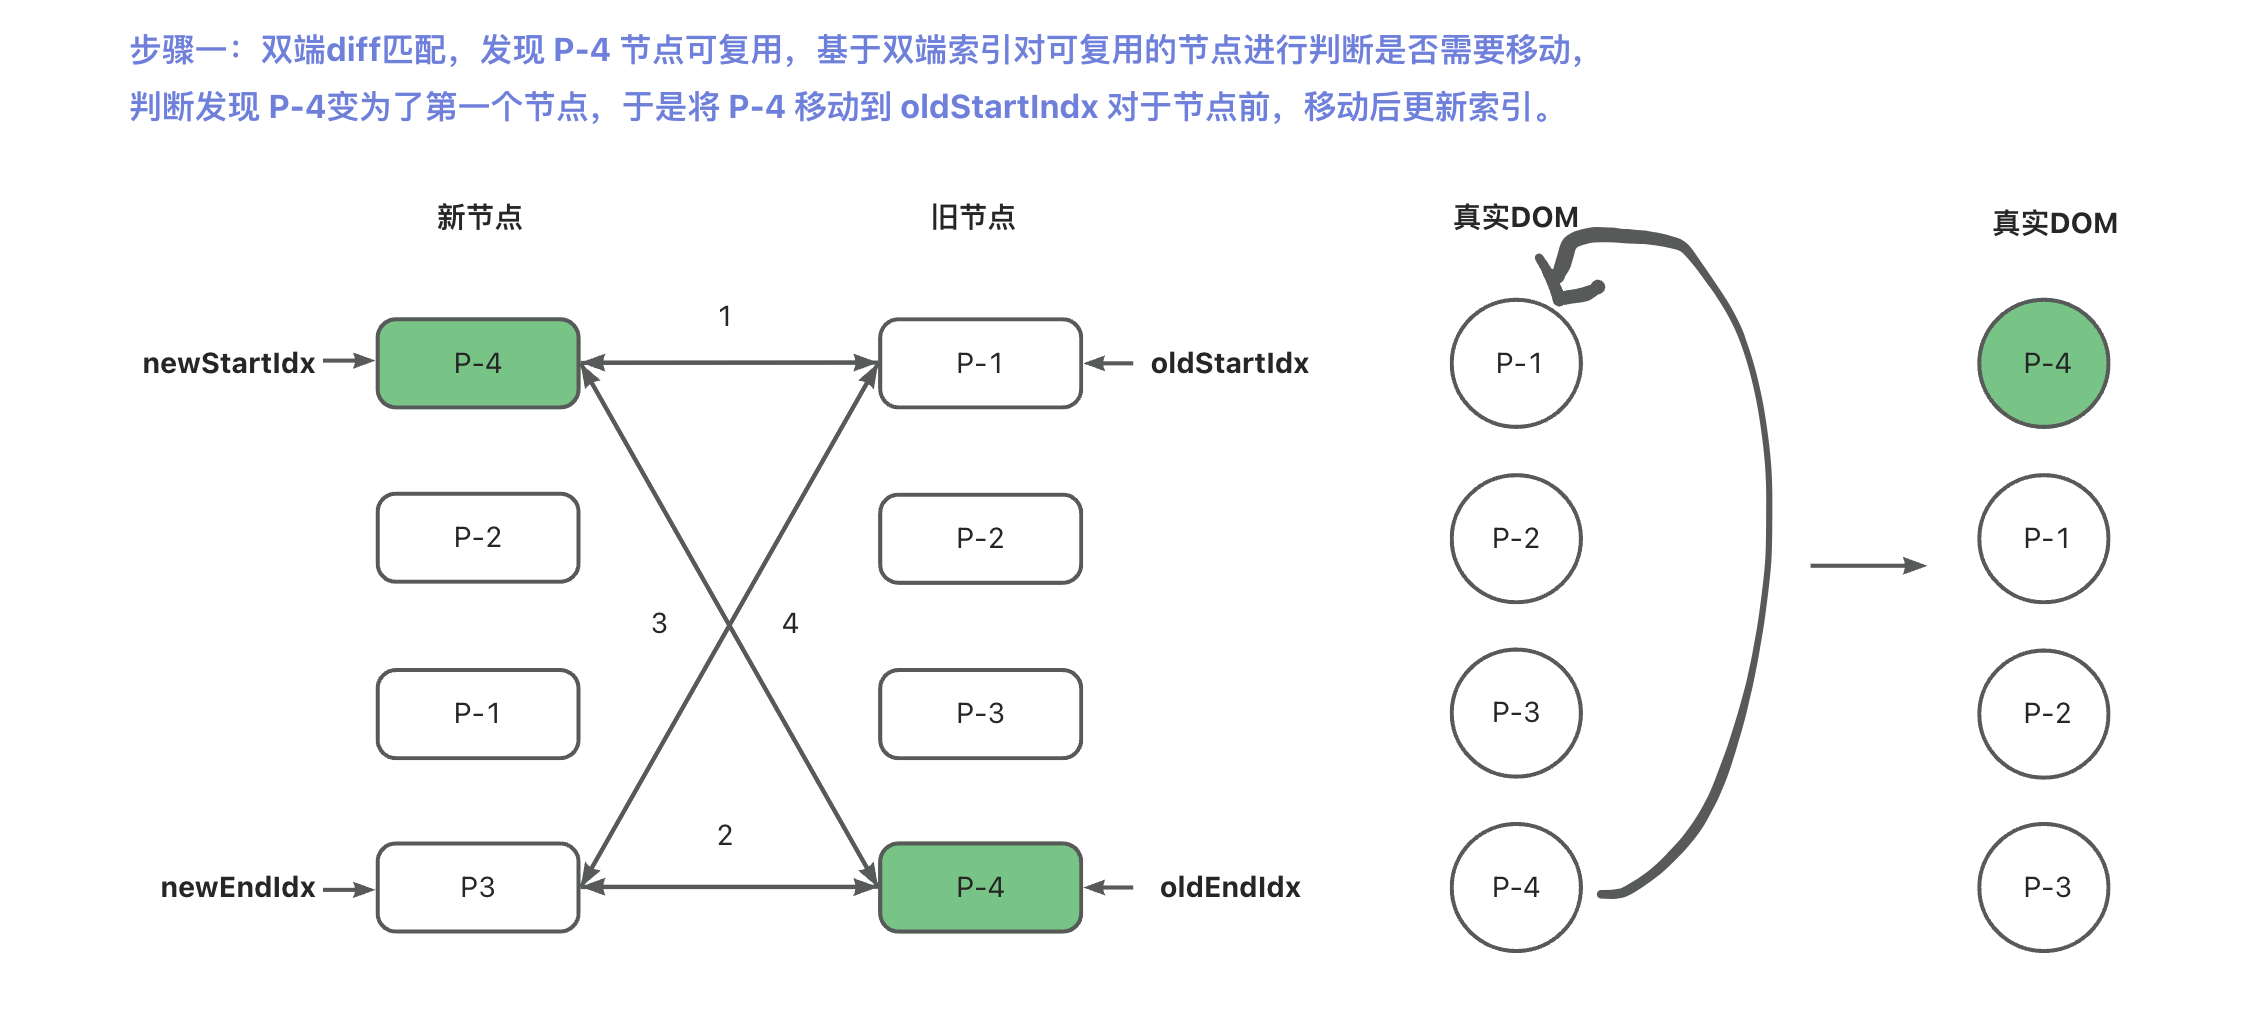 步骤一：双端diff匹配，发现 P-4 节点可复用，基于双端索引对可复用的节点进行判断是否需要移动，
判断发现 P-4变为了第一个节点，于是将 P-4 移动到 oldStartIndx 对于节点前，移动后更新索引。
新节点
旧节点
真实DOM
真实DOM
1
newStartIdx
P-4
P-1
oldStartIdx
P-1
P-4
P-2
P-2
P-2
P-1
3
4
P-1
P-3
P-3
P-2
2
newEndIdx
P3
P-4
oldEndIdx
P-4
P-3